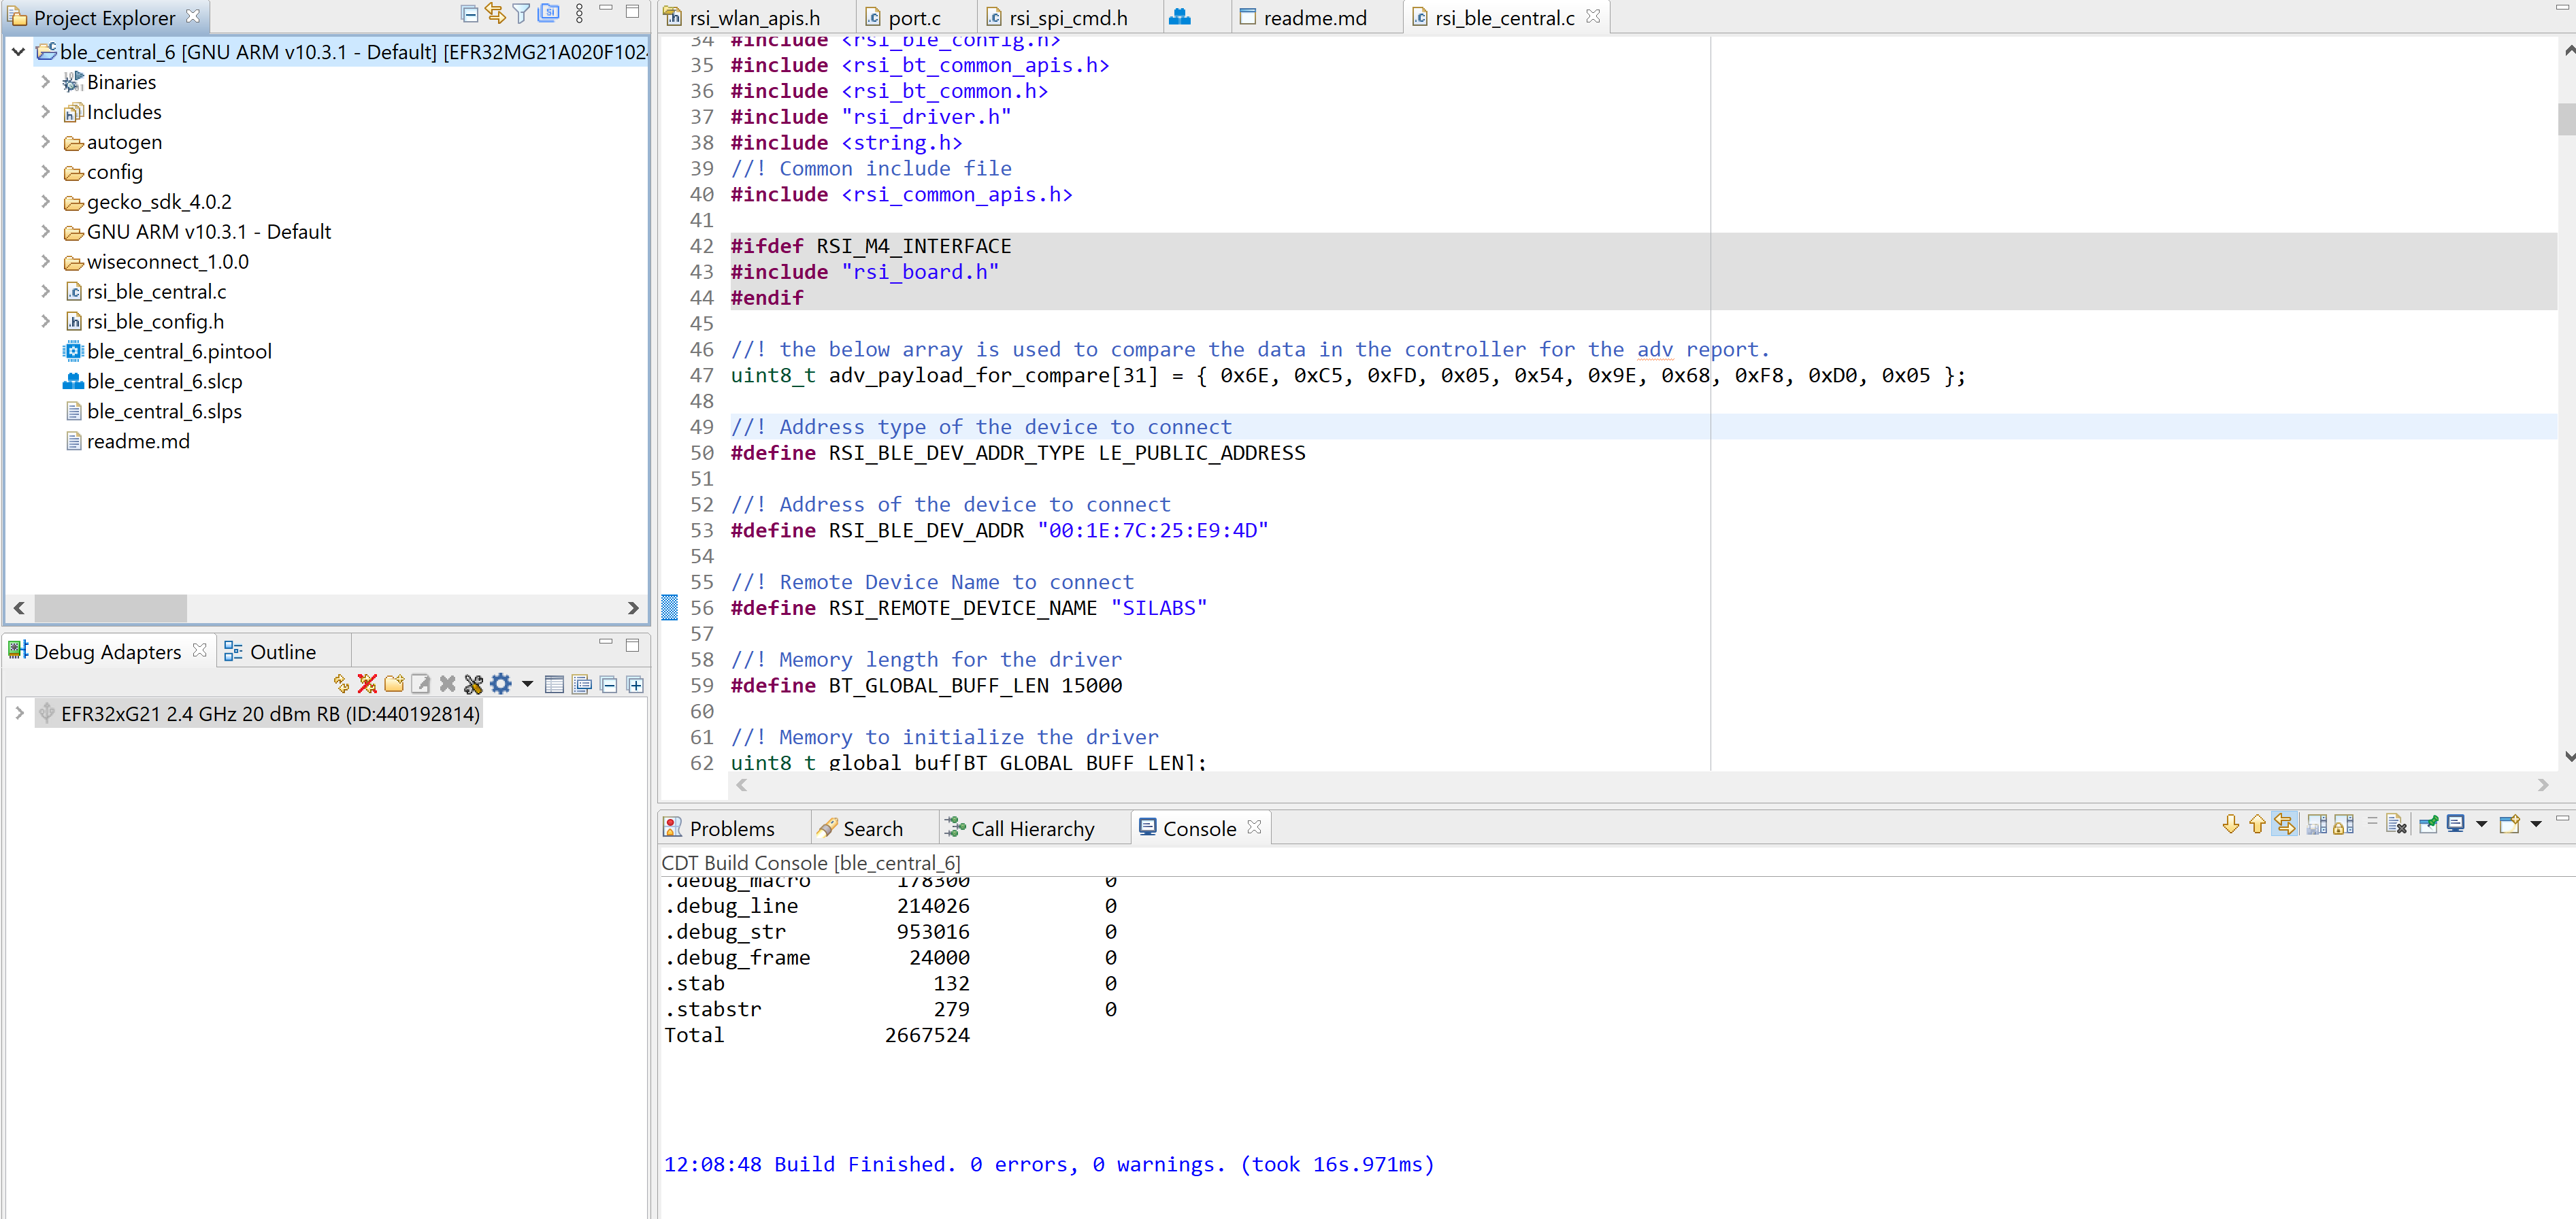 Project Explorer
ble_central_6 [GNU ARM v10.3.1 - Default] [EFR32MG21A020F102
Binaries
Includes
autogen
config
gecko_sdk_4.0.2
GNU ARM v10.3.1 - Default
wiseconnect_1.0.0
rsi_ble_central.c
rsi_ble_config.h
ble_central_6.pintool
ble_central_6.slcp
ble_central_6.slps
readme.md
Debug Adapters
Outline
EFR32xG21 2.4 GHz 20 dBm RB (ID:440192814)
rsi_wlan_apis.h
port.c
rsi_spi_cmd.h
readme.md
rsi_ble_central.c
34 #include <rsi_ble_config.h>
35 #include <rsi_bt_common_apis.h>
36 #include <rsi_bt_common.h>
37 #include "rsi_driver.h"
38 #include <string.h>
39 //! Common include file
40 #include <rsi_common_apis.h>
41
42 #ifdef RSI_M4_INTERFACE
43 #include "rsi_board.h"
44 #endif
45
46 //! the below array is used to compare the data in the controller for the adv report.
47 uint8_t adv_payload_for_compare[31] = { 0x6E, 0xC5, 0xFD, 0x05, 0x54, 0x9E, 0x68, 0xF8, 0xD0, 0x05 };
48
49 //! Address type of the device to connect
50 #define RSI_BLE_DEV_ADDR_TYPE LE_PUBLIC_ADDRESS
51
52 //! Address of the device to connect
53 #define RSI_BLE_DEV_ADDR "00:1E:7C:25:E9:4D"
54
55 //! Remote Device Name to connect
56 #define RSI_REMOTE_DEVICE_NAME "SILABS"
57
58 //! Memory length for the driver
59 #define BT_GLOBAL_BUFF_LEN 15000
60
61 //! Memory to initialize the driver
62 uint8_t global_buf[BT_GLOBAL_BUFF_LEN];
Problems
Search
Call Hierarchy
Console
CDT Build Console [ble_central_6]
.debug_macro 178300 0
.debug_line 214026 0
.debug_str 953016 0
.debug_frame 24000 0
.stab 132 0
.stabstr 279 0
Total 2667524
12:08:48 Build Finished. 0 errors, 0 warnings. (took 16s.971ms)